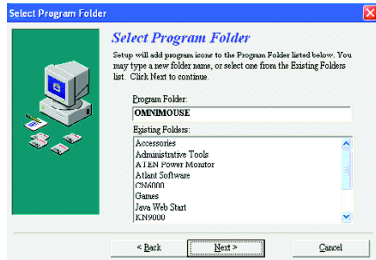 Select Program Folder
Select Program Folder
Setup will add program icons to the Program Folder listed below. You
may type a new folder name, or select one from the Existing Folders
list. Click Next to continue.
Program Folder:
OMNIMOUSE
Existing Folders:
Accessories
Administrative Tools
ATEN Power Monitor
Atlant Software
CN6000
Games
Java Web Start
KN9000
< Back
Next >
Cancel